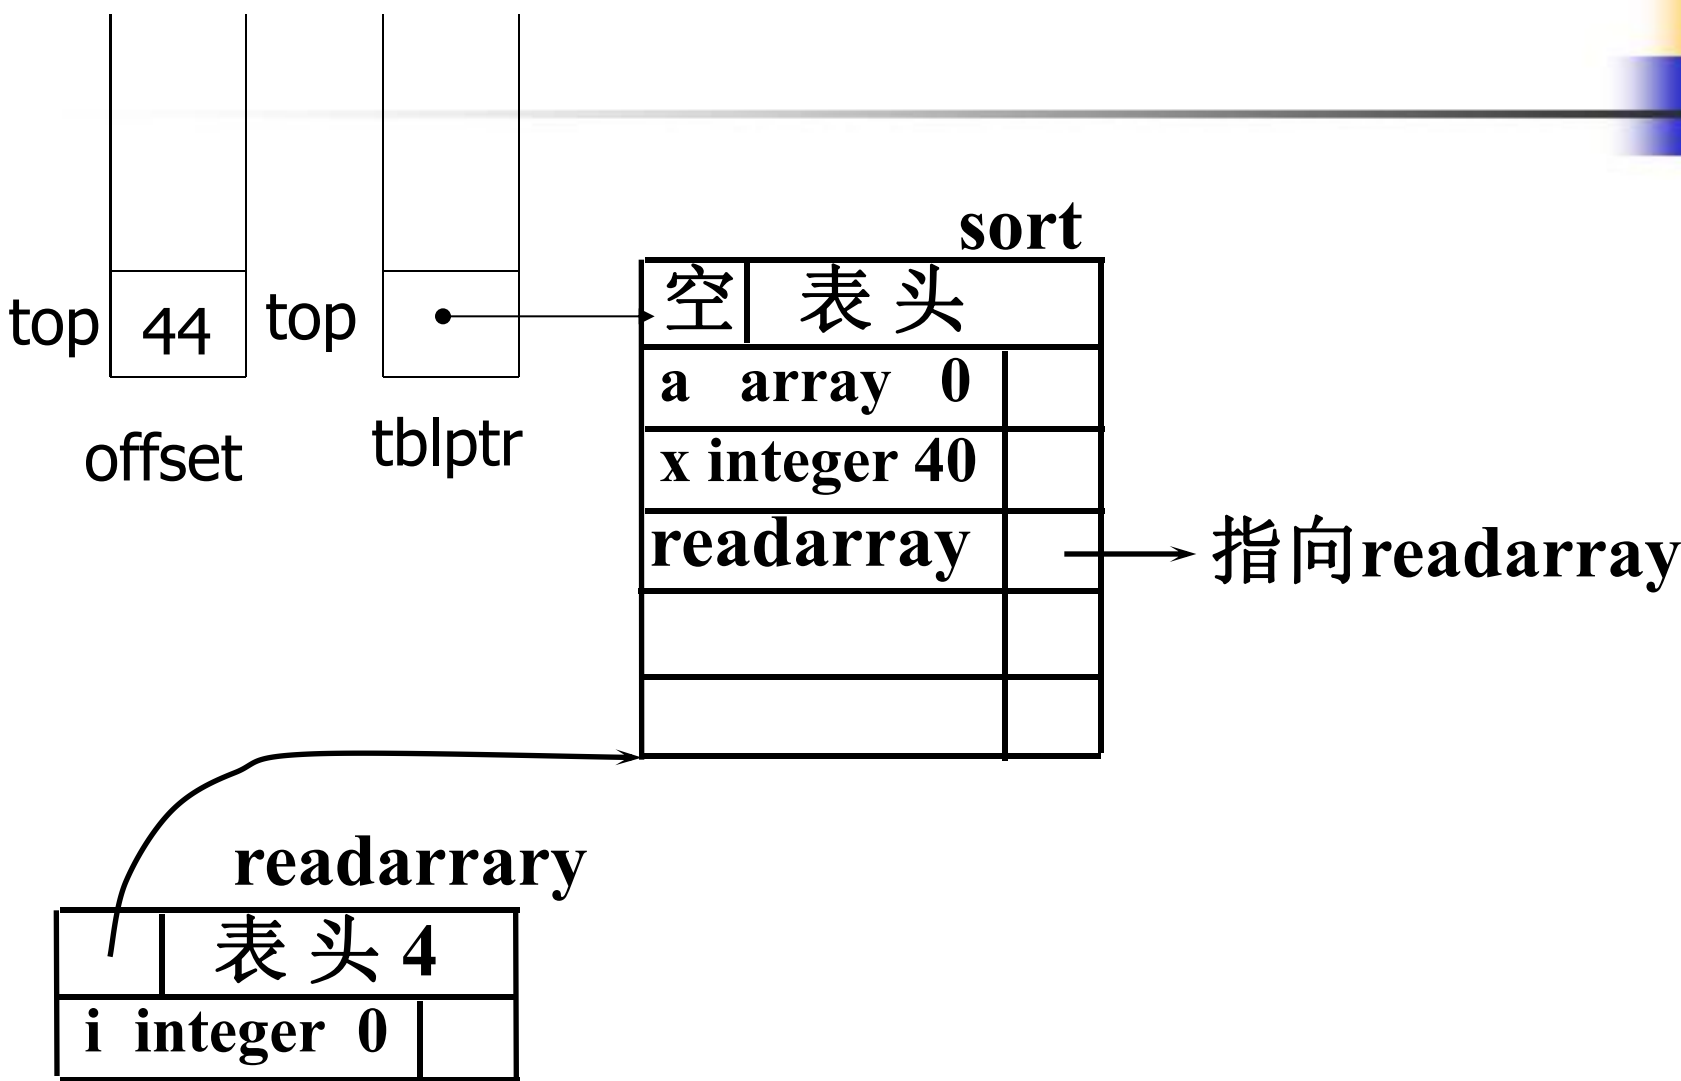 sort
空 表 头
top 44 top
a array 0
offset tblptr
x integer 40
readarray 指向readarray
readarrary
表 头 4
i integer 0